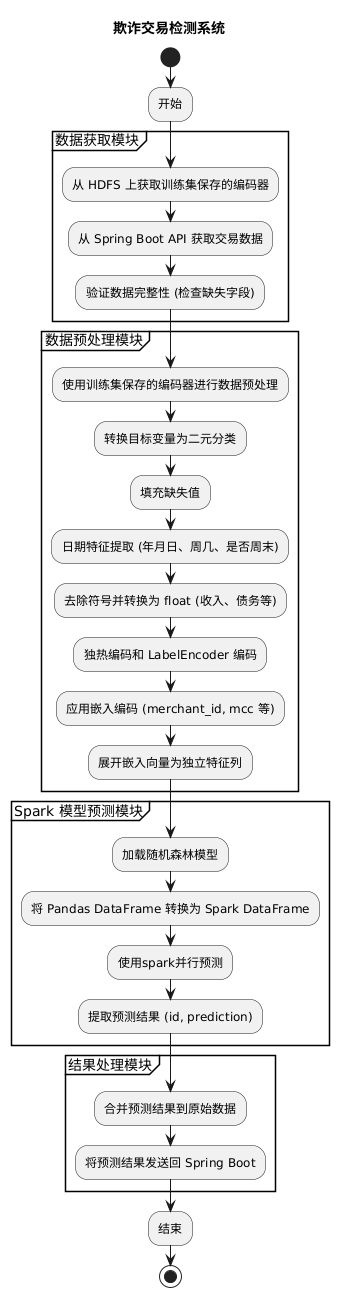 欺诈交易检测系统
开始
数据获取模块
从 HDFS 上获取训练集保存的编码器
从 Spring Boot API 获取交易数据
验证数据完整性 (检查缺失字段)
数据预处理模块
使用训练集保存的编码器进行数据预处理
转换目标变量为二元分类
填充缺失值
日期特征提取 (年月日、周几、是否周末)
去除符号并转换为 float (收入、债务等)
独热编码和 LabelEncoder 编码
应用嵌入编码 (merchant_id, mcc 等)
展开嵌入向量为独立特征列
Spark 模型预测模块
加载随机森林模型
将 Pandas DataFrame 转换为 Spark DataFrame
使用spark并行预测
提取预测结果 (id, prediction)
结果处理模块
合并预测结果到原始数据
将预测结果发送回 Spring Boot
结束